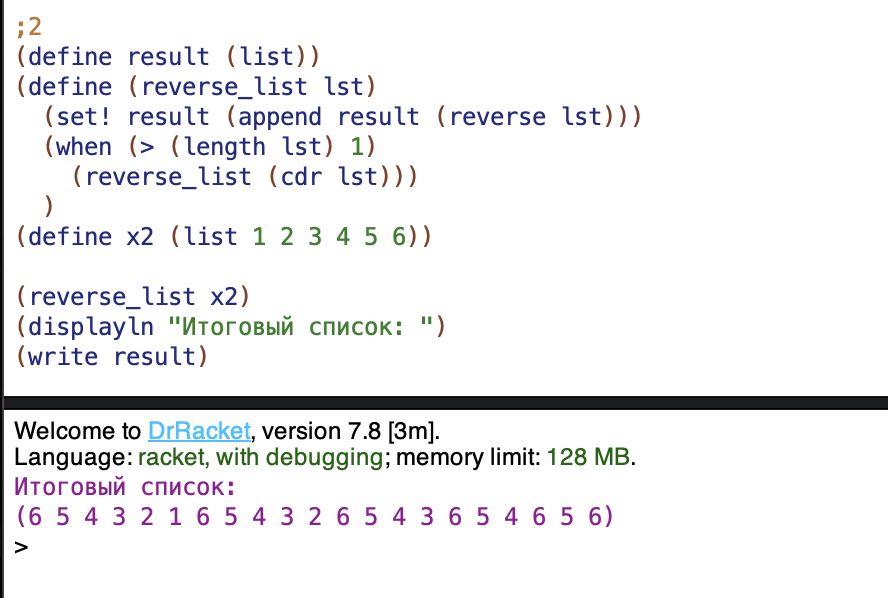 ;2
(define result (list))
(define (reverse_list lst)
  (set! result (append result (reverse lst)))
  (when (> (length lst) 1)
    (reverse_list (cdr lst)))
  )
(define x2 (list 1 2 3 4 5 6))
(reverse_list x2)
(displayln "Итоговый список: ")
(write result)
Welcome to DrRacket, version 7.8 [3m].
Language: racket, with debugging; memory limit: 128 MB.
Итоговый список:
(6 5 4 3 2 1 6 5 4 3 2 6 5 4 3 6 5 4 6 5 6)
>